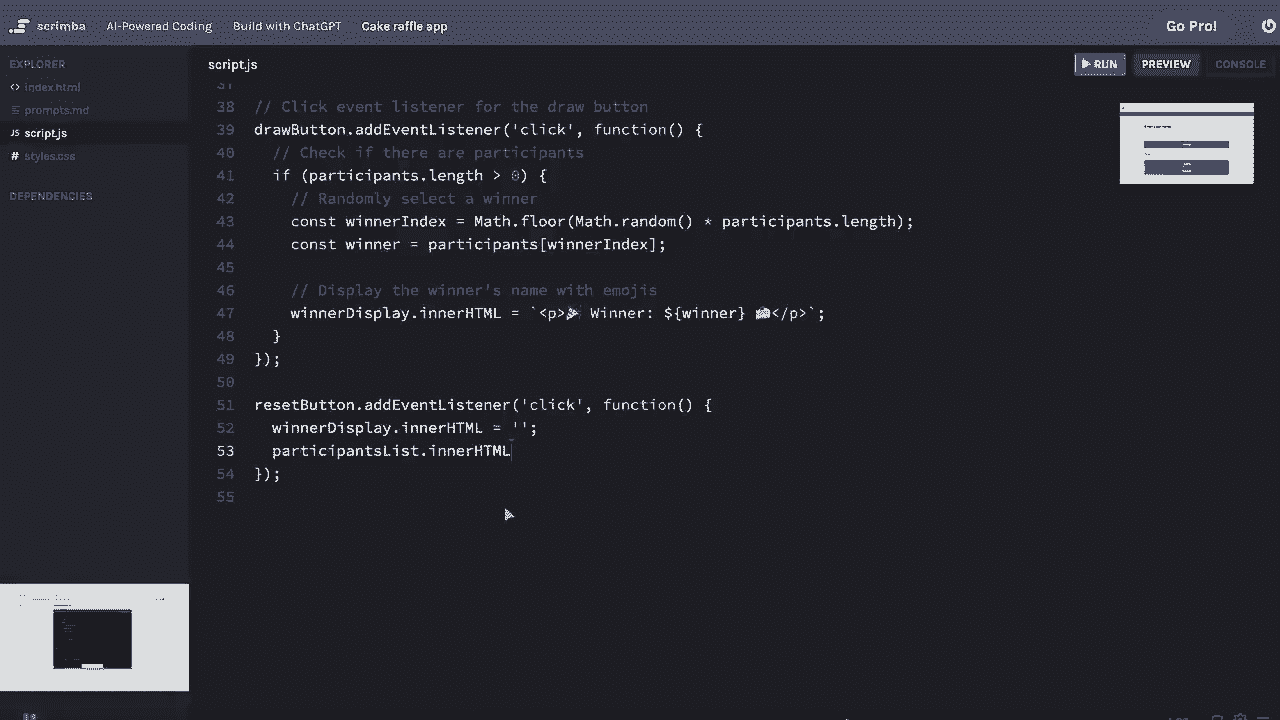 scrimba AI-Powered Coding Build with ChatGPT Cake raffle app Go Pro!
EXPLORER
<> index.html
prompts.md
JS script.js
# styles.css
DEPENDENCIES
script.js
RUN PREVIEW CONSOLE
37
38 // Click event listener for the draw button
39 drawButton.addEventListener('click', function() {
40 // Check if there are participants
41 if (participants.length > 0) {
42 // Randomly select a winner
43 const winnerIndex = Math.floor(Math.random() * participants.length);
44 const winner = participants[winnerIndex];
45
46 // Display the winner's name with emojis
47 winnerDisplay.innerHTML = `<p>🎉 Winner: ${winner} 🍰</p>`;
48 }
49 });
50
51 resetButton.addEventListener('click', function() {
52 winnerDisplay.innerHTML = '';
53 participantsList.innerHTML
54 });
55